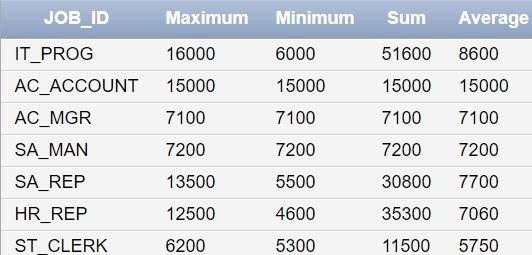 JOB_ID Maximum Minimum Sum Average
IT_PROG 16000 6000 51600 8600
AC_ACCOUNT 15000 15000 15000 15000
AC_MGR 7100 7100 7100 7100
SA_MAN 7200 7200 7200 7200
SA_REP 13500 5500 30800 7700
HR_REP 12500 4600 35300 7060
ST_CLERK 6200 5300 11500 5750